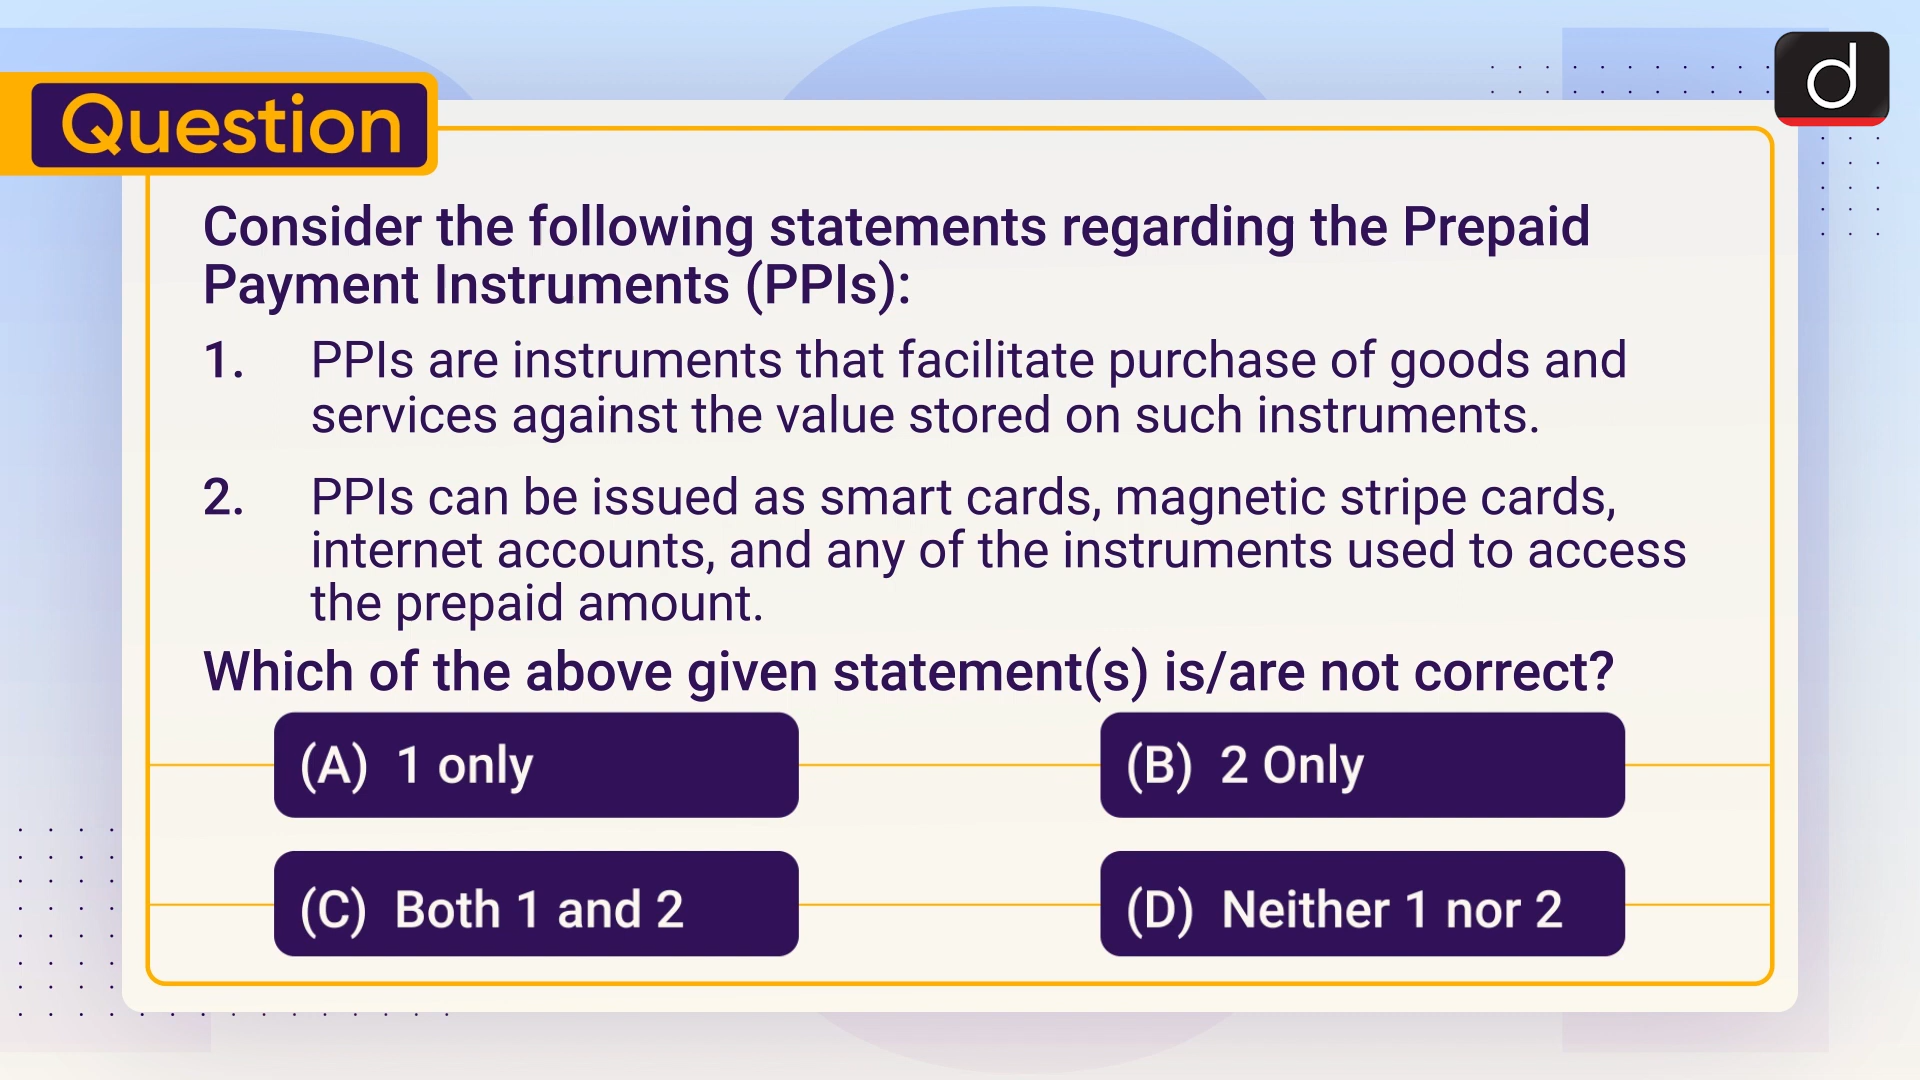 Question
Consider the following statements regarding the Prepaid
Payment Instruments (PPIs):
1. PPIs are instruments that facilitate purchase of goods and
services against the value stored on such instruments.
2. PPIs can be issued as smart cards, magnetic stripe cards,
internet accounts, and any of the instruments used to access
the prepaid amount.
Which of the above given statement(s) is/are not correct?
(A) 1 only
(B) 2 Only
(C) Both 1 and 2
(D) Neither 1 nor 2
d